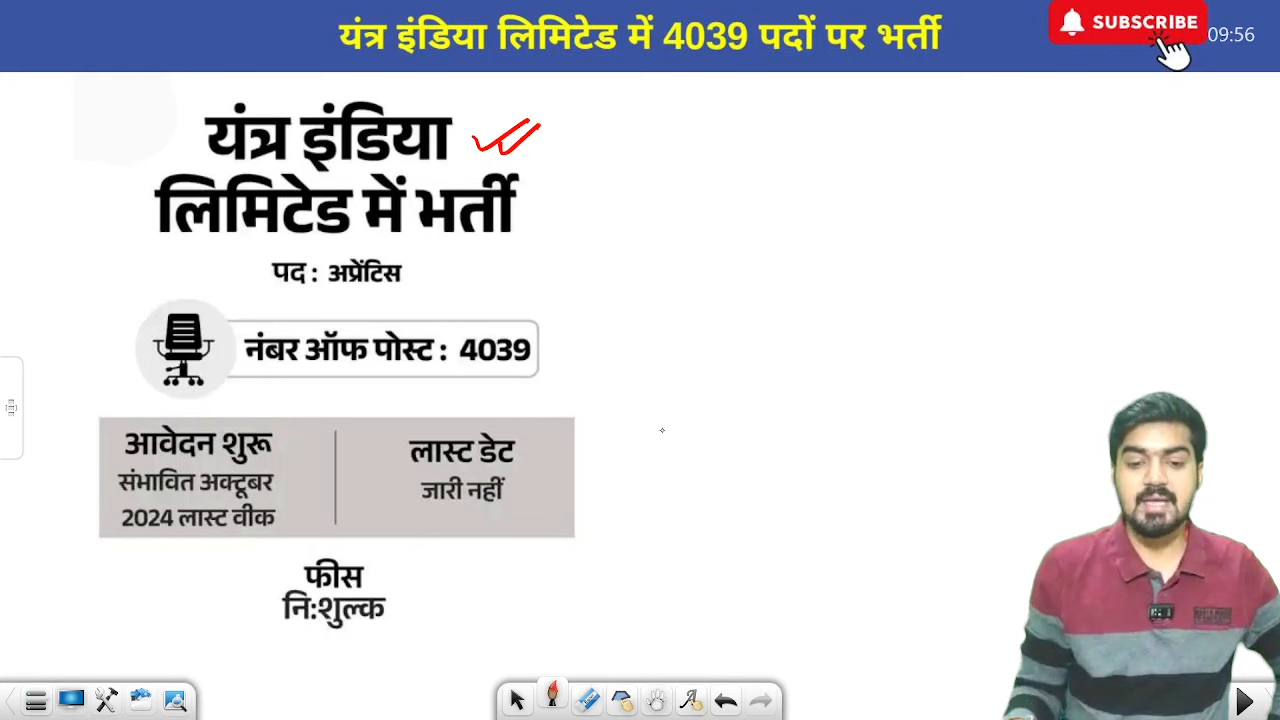 यंत्र इंडिया लिमिटेड में 4039 पदों पर भर्ती
SUBSCRIBE
09:56
यंत्र इंडिया
लिमिटेड में भर्ती
पद : अप्रेंटिस
नंबर ऑफ पोस्ट : 4039
आवेदन शुरू
संभावित अक्टूबर
2024 लास्ट वीक
लास्ट डेट
जारी नहीं
फीस
नि:शुल्क